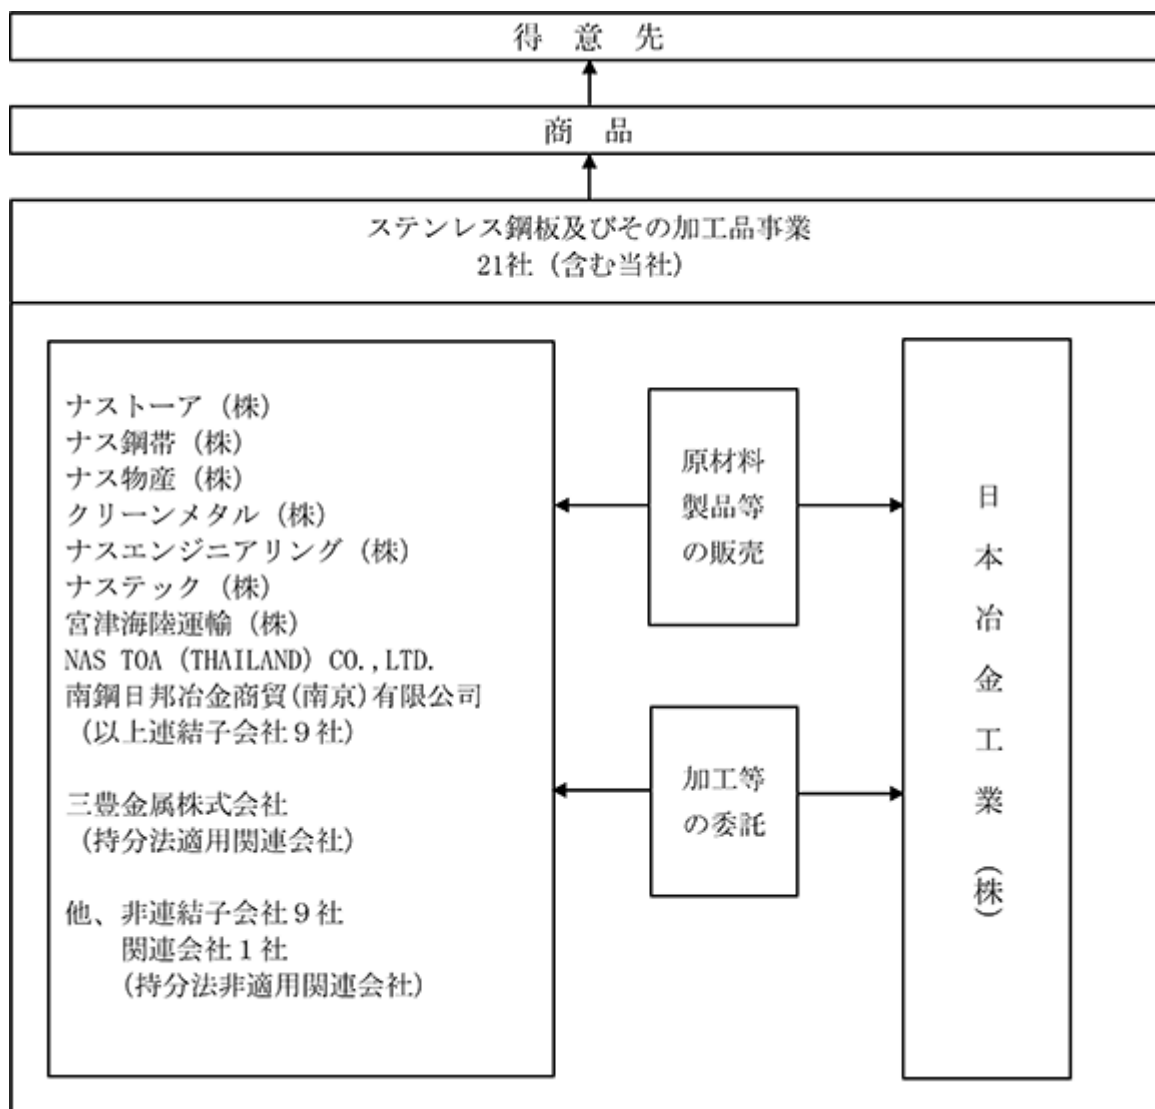 得 意 先
商 品
ステンレス鋼板及びその加工品事業
21社（含む当社）
ナストーア（株）
ナス鋼帯（株）
ナス物産（株）
クリーンメタル（株）
ナスエンジニアリング（株）
ナステック（株）
宮津海陸運輸（株）
NAS TOA (THAILAND) CO.,LTD.
南鋼日邦冶金商貿(南京)有限公司
（以上連結子会社９社）
三豊金属株式会社
（持分法適用関連会社）
他、非連結子会社９社
関連会社１社
（持分法非適用関連会社）
原材料
製品等
の販売
加工等
の委託
日本冶金工業（株）